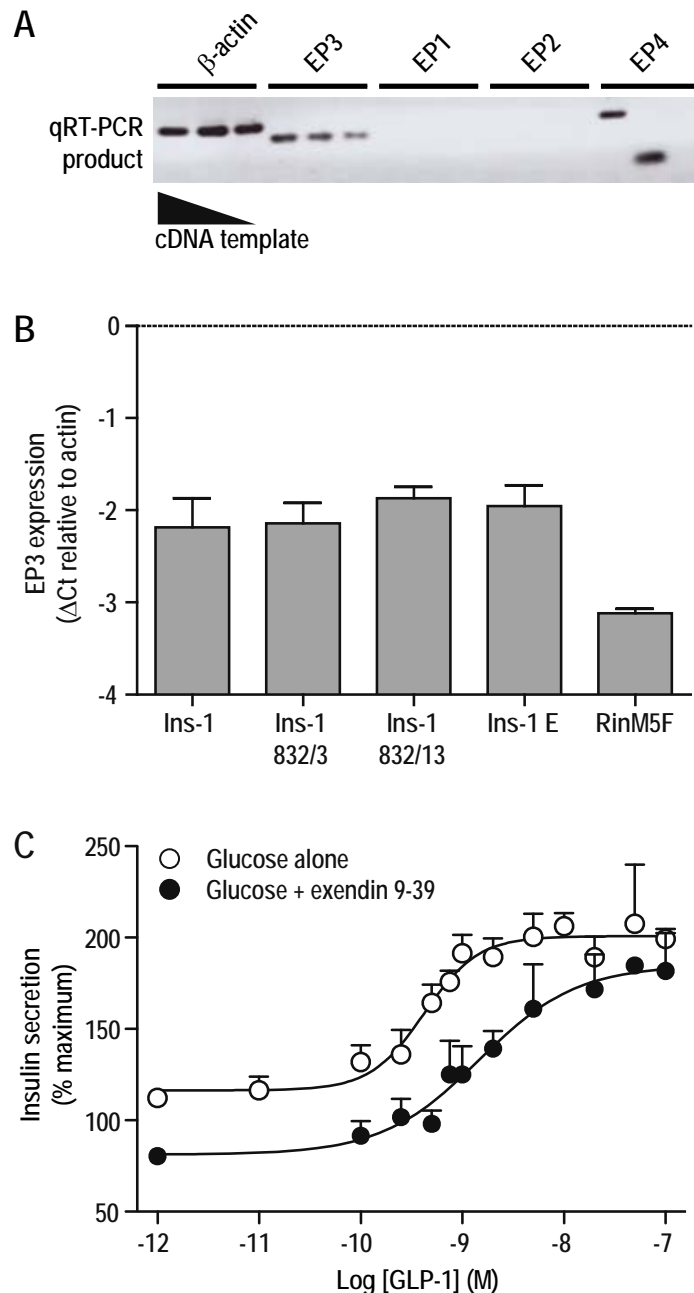 A
β-actin EP3 EP1 EP2 EP4
qRT-PCR
product
cDNA template
B
EP3 expression
(ΔCt relative to actin)
0
-1
-2
-3
-4
Ins-1 Ins-1 Ins-1 Ins-1 E RinM5F
832/3 832/13
C
Glucose alone
Glucose + exendin 9-39
Insulin secretion
(% maximum)
250
200
150
100
50
-12 -11 -10 -9 -8 -7
Log [GLP-1] (M)